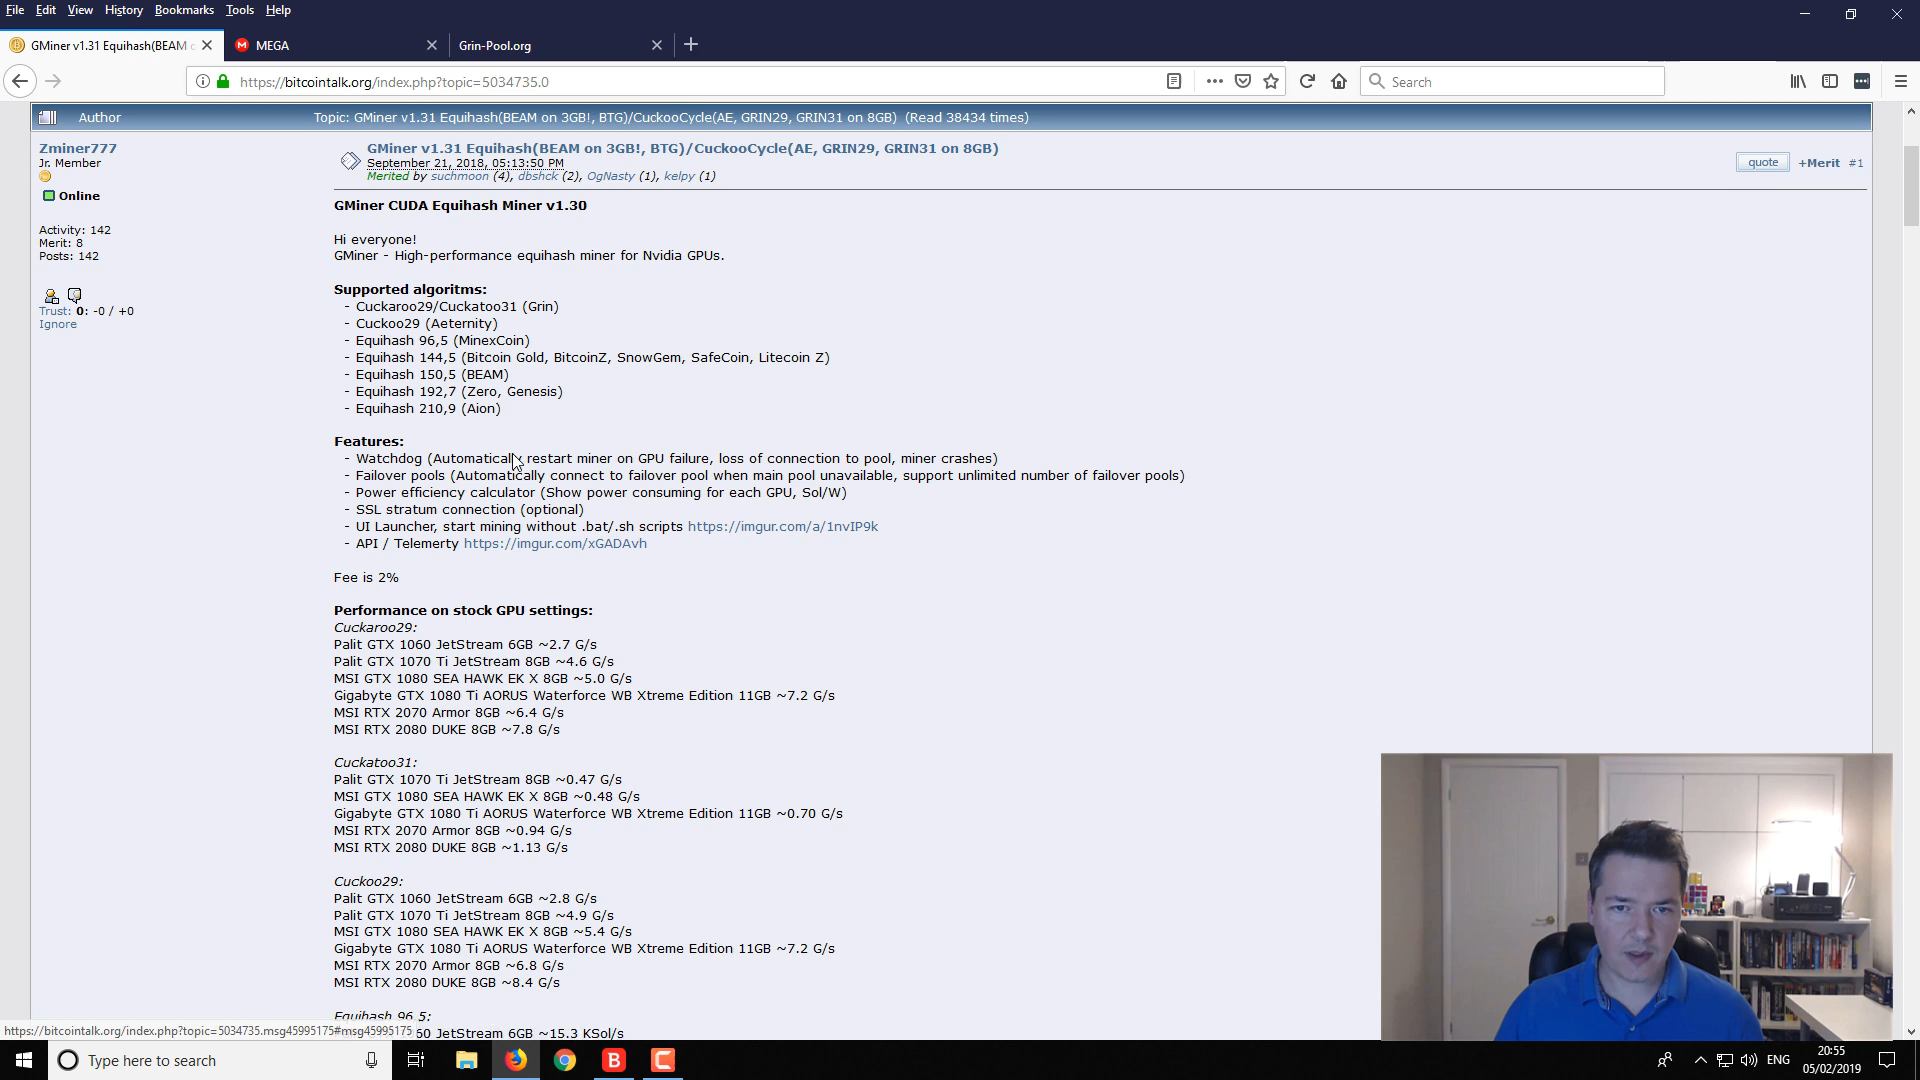 File Edit View History Bookmarks Tools Help
GMiner v1.31 Equihash(BEAM o
MEGA
Grin-Pool.org
https://bitcointalk.org/index.php?topic=5034735.0
Search
Author
Topic: GMiner v1.31 Equihash(BEAM on 3GB!, BTG)/CuckooCycle(AE, GRIN29, GRIN31 on 8GB) (Read 38434 times)
Zminer777
Jr. Member
Online
Activity: 142
Merit: 8
Posts: 142
Trust: 0: -0 / +0
Ignore
GMiner v1.31 Equihash(BEAM on 3GB!, BTG)/CuckooCycle(AE, GRIN29, GRIN31 on 8GB)
September 21, 2018, 05:13:50 PM
Merited by suchmoon (4), dbshck (2), OgNasty (1), kelpy (1)
quote +Merit #1
GMiner CUDA Equihash Miner v1.30
Hi everyone!
GMiner - High-performance equihash miner for Nvidia GPUs.
Supported algoritms:
- Cuckaroo29/Cuckatoo31 (Grin)
- Cuckoo29 (Aeternity)
- Equihash 96,5 (MinexCoin)
- Equihash 144,5 (Bitcoin Gold, BitcoinZ, SnowGem, SafeCoin, Litecoin Z)
- Equihash 150,5 (BEAM)
- Equihash 192,7 (Zero, Genesis)
- Equihash 210,9 (Aion)
Features:
- Watchdog (Automatically restart miner on GPU failure, loss of connection to pool, miner crashes)
- Failover pools (Automatically connect to failover pool when main pool unavailable, support unlimited number of failover pools)
- Power efficiency calculator (Show power consuming for each GPU, Sol/W)
- SSL stratum connection (optional)
- UI Launcher, start mining without .bat/.sh scripts https://imgur.com/a/1nvIP9k
- API / Telemerty https://imgur.com/xGADAvh
Fee is 2%
Performance on stock GPU settings:
Cuckaroo29:
Palit GTX 1060 JetStream 6GB ~2.7 G/s
Palit GTX 1070 Ti JetStream 8GB ~4.6 G/s
MSI GTX 1080 SEA HAWK EK X 8GB ~5.0 G/s
Gigabyte GTX 1080 Ti AORUS Waterforce WB Xtreme Edition 11GB ~7.2 G/s
MSI RTX 2070 Armor 8GB ~6.4 G/s
MSI RTX 2080 DUKE 8GB ~7.8 G/s
Cuckatoo31:
Palit GTX 1070 Ti JetStream 8GB ~0.47 G/s
MSI GTX 1080 SEA HAWK EK X 8GB ~0.48 G/s
Gigabyte GTX 1080 Ti AORUS Waterforce WB Xtreme Edition 11GB ~0.70 G/s
MSI RTX 2070 Armor 8GB ~0.94 G/s
MSI RTX 2080 DUKE 8GB ~1.13 G/s
Cuckoo29:
Palit GTX 1060 JetStream 6GB ~2.8 G/s
Palit GTX 1070 Ti JetStream 8GB ~4.9 G/s
MSI GTX 1080 SEA HAWK EK X 8GB ~5.4 G/s
Gigabyte GTX 1080 Ti AORUS Waterforce WB Xtreme Edition 11GB ~7.2 G/s
MSI RTX 2070 Armor 8GB ~6.8 G/s
MSI RTX 2080 DUKE 8GB ~8.4 G/s
Equihash 96,5:
60 JetStream 6GB ~15.3 KSol/s
https://bitcointalk.org/index.php?topic=5034735.msg45995175#msg45995175
Type here to search
ENG
20:55
05/02/2019